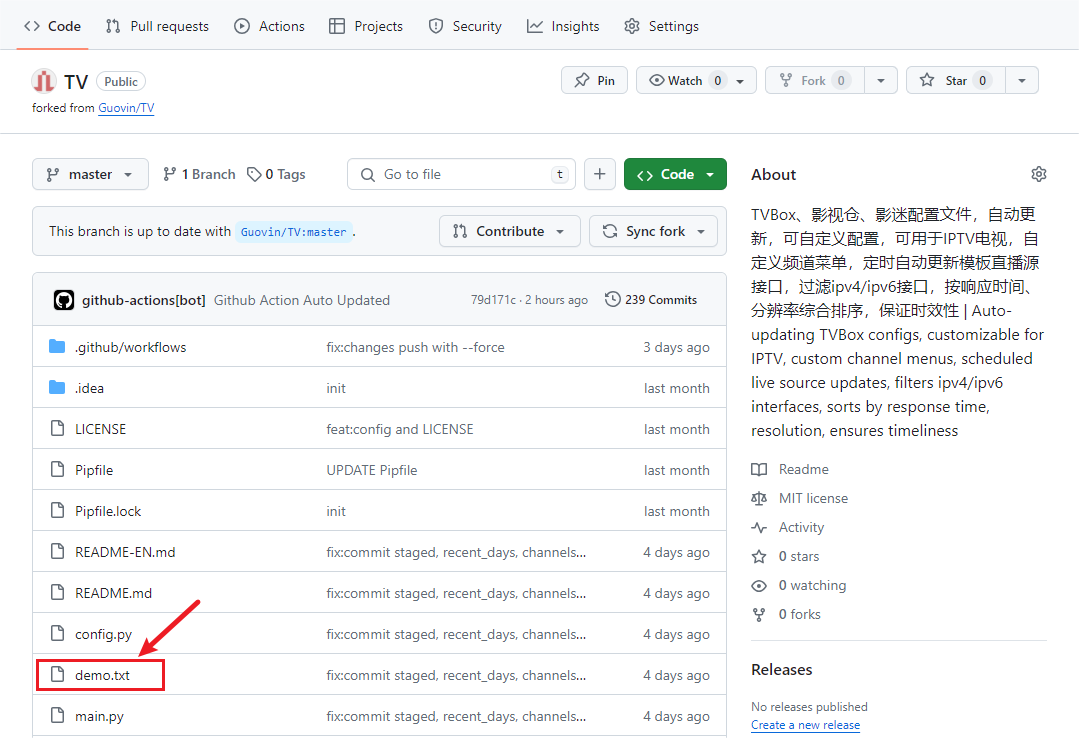 Code Pull requests Actions Projects Security Insights Settings
TV Public
Pin Watch 0 Fork 0 Star 0
forked from Guovin/TV
master 1 Branch 0 Tags Go to file t + Code
This branch is up to date with Guovin/TV:master . Contribute Sync fork
github-actions[bot] Github Action Auto Updated 79d171c · 2 hours ago 239 Commits
.github/workflows fix:changes push with --force 3 days ago
.idea init last month
LICENSE feat:config and LICENSE last month
Pipfile UPDATE Pipfile last month
Pipfile.lock init last month
README-EN.md fix:commit staged, recent_days, channels... 4 days ago
README.md fix:commit staged, recent_days, channels... 4 days ago
config.py fix:commit staged, recent_days, channels... 4 days ago
demo.txt fix:commit staged, recent_days, channels... 4 days ago
main.py fix:commit staged, recent_days, channels... 4 days ago
About
TVBox、影视仓、影迷配置文件，自动更
新，可自定义配置，可用于IPTV电视，自
定义频道菜单，定时自动更新模板直播源
接口，过滤ipv4/ipv6接口，按响应时间、
分辨率综合排序，保证时效性 | Auto-
updating TVBox configs, customizable for
IPTV, custom channel menus, scheduled
live source updates, filters ipv4/ipv6
interfaces, sorts by response time,
resolution, ensures timeliness
Readme
MIT license
Activity
0 stars
0 watching
0 forks
Releases
No releases published
Create a new release